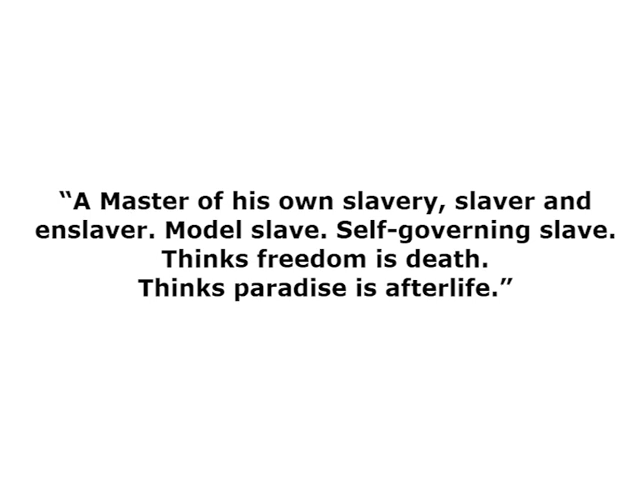 “A Master of his own slavery, slaver and
enslaver. Model slave. Self-governing slave.
Thinks freedom is death.
Thinks paradise is afterlife.”